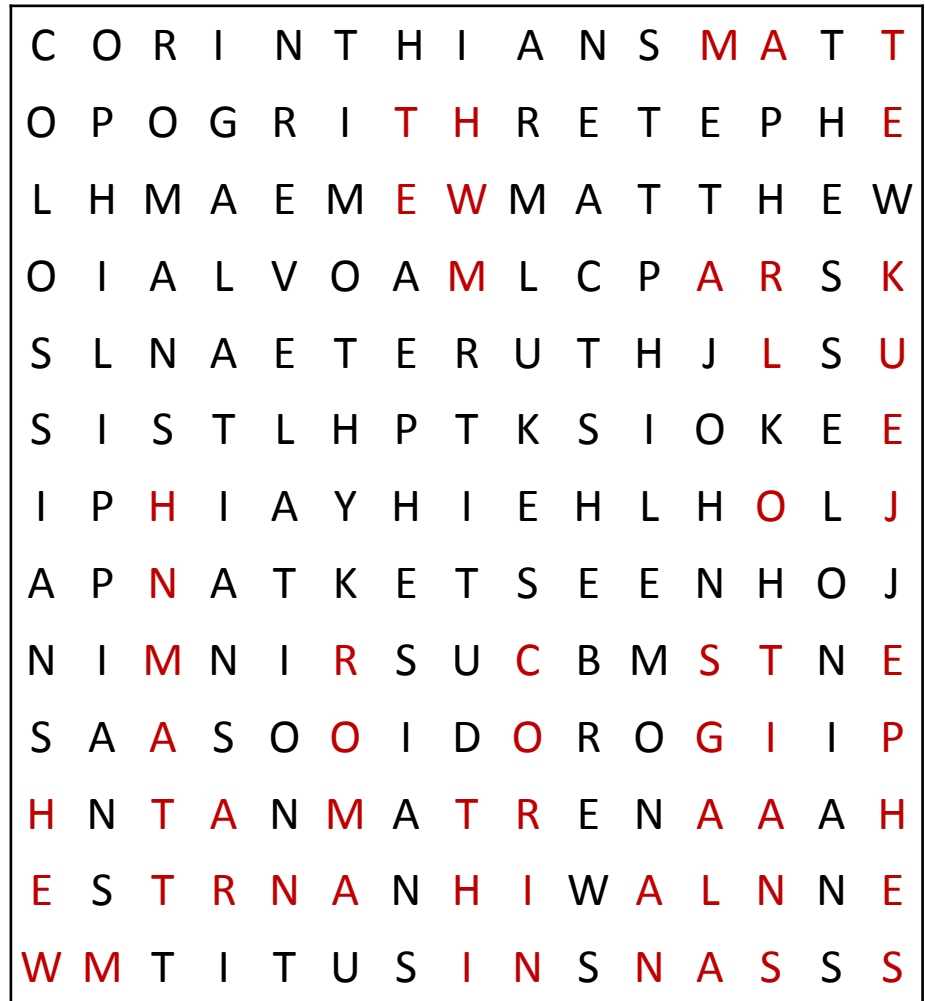 C O R I N T H I A N S M A T T
O P O G R I T H R E T E P H E
L H M A E M E W M A T T H E W
O I A L V O A M L C P A R S K
S L N A E T E R U T H J L S U
S I S T L H P T K S I O K E E
I P H I A Y H I E H L H O L J
A P N A T K E T S E E N H O J
N I M N I R S U C B M S T N E
S A A S O O I D O R O G I I P
H N T A N M A T R E N A A A H
E S T R N A N H I W A L N N E
W M T I T U S I N S N A S S S